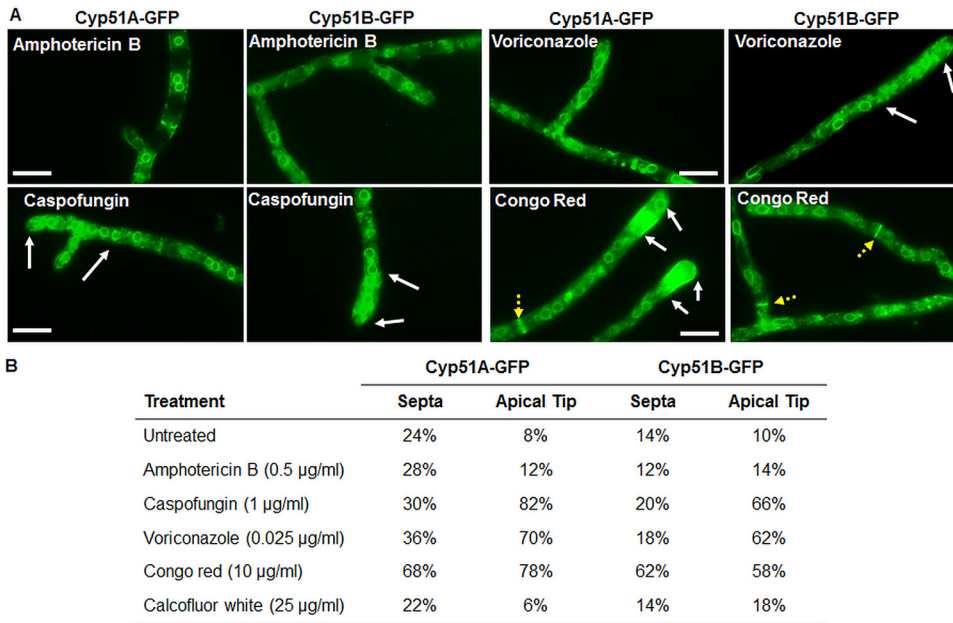 A
Cyp51A-GFP Cyp51B-GFP Cyp51A-GFP Cyp51B-GFP
Amphotericin B Amphotericin B Voriconazole Voriconazole
Caspofungin Caspofungin Congo Red Congo Red
B
Cyp51A-GFP Cyp51B-GFP
Treatment Septa Apical Tip Septa Apical Tip
Untreated 24% 8% 14% 10%
Amphotericin B (0.5 µg/ml) 28% 12% 12% 14%
Caspofungin (1 µg/ml) 30% 82% 20% 66%
Voriconazole (0.025 µg/ml) 36% 70% 18% 62%
Congo red (10 µg/ml) 68% 78% 62% 58%
Calcofluor white (25 µg/ml) 22% 6% 14% 18%